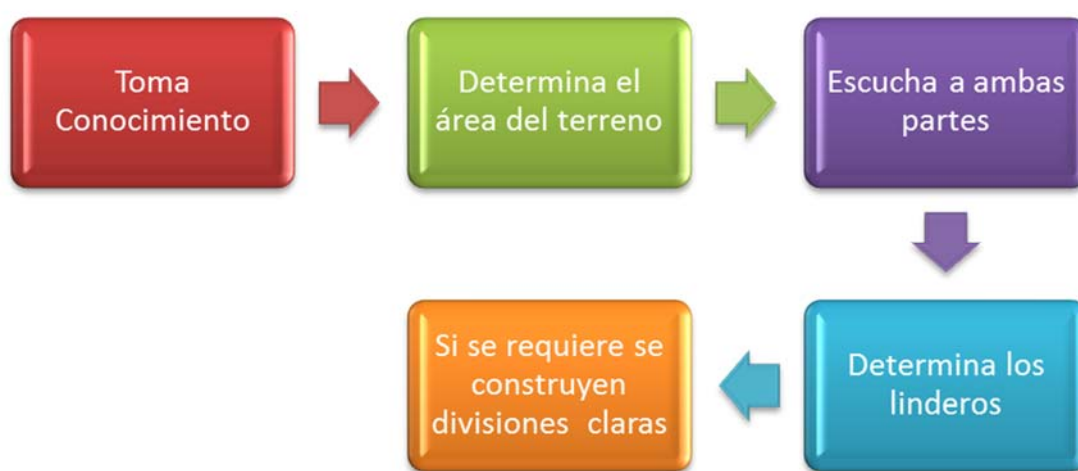 Toma
Conocimiento
Determina el
área del terreno
Escucha a ambas
partes
Determina los
linderos
Si se requiere se
construyen
divisiones claras